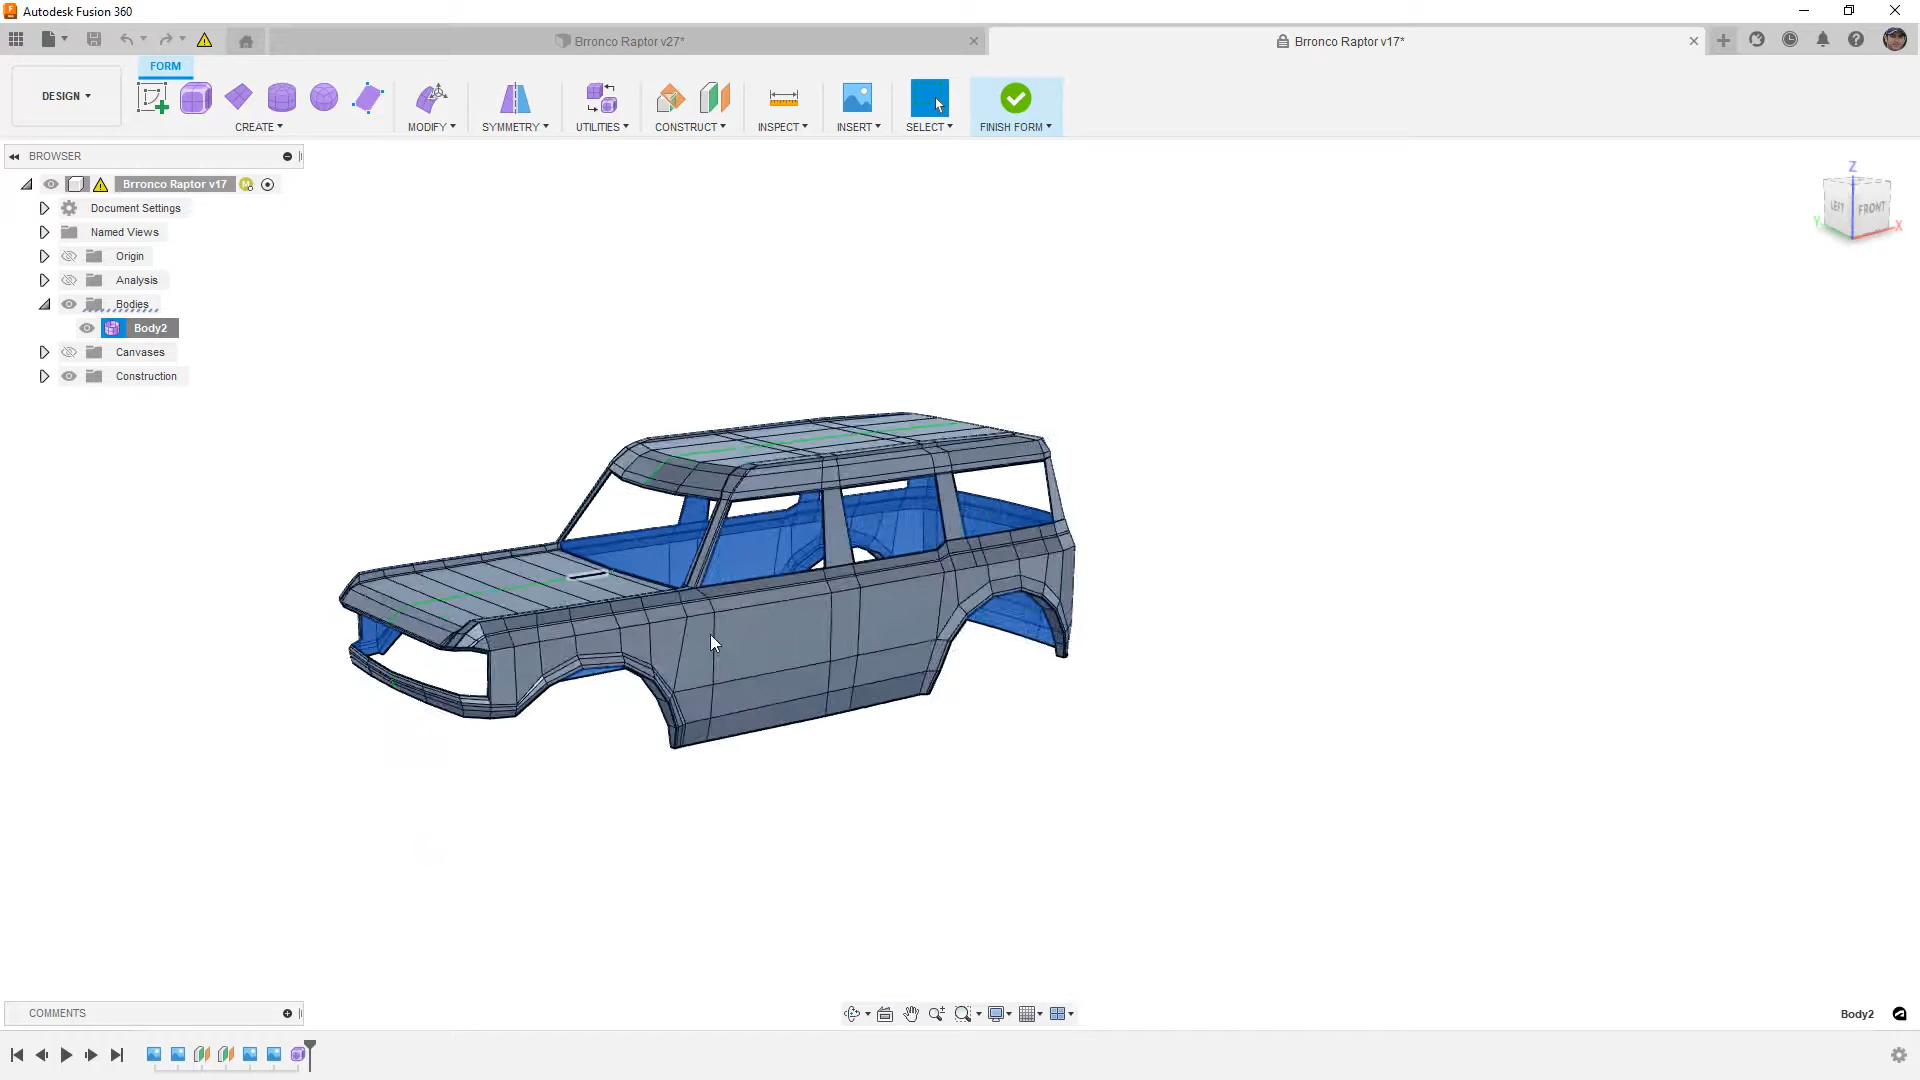 Autodesk Fusion 360
Brronco Raptor v27*
Brronco Raptor v17*
FORM
DESIGN
CREATE
MODIFY
SYMMETRY
UTILITIES
CONSTRUCT
INSPECT
INSERT
SELECT
FINISH FORM
BROWSER
Brronco Raptor v17
M
Document Settings
Named Views
Origin
Analysis
Bodies
Body2
Canvases
Construction
Z
LEFT
FRONT
Y
X
COMMENTS
Body2